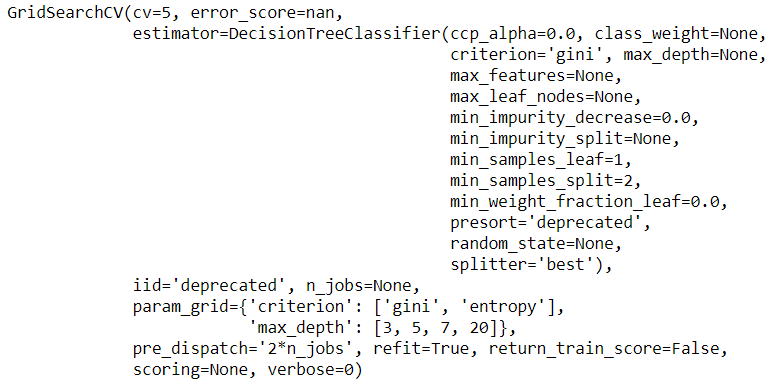 GridSearchCV(cv=5, error_score=nan,
             estimator=DecisionTreeClassifier(ccp_alpha=0.0, class_weight=None,
                                              criterion='gini', max_depth=None,
                                              max_features=None,
                                              max_leaf_nodes=None,
                                              min_impurity_decrease=0.0,
                                              min_impurity_split=None,
                                              min_samples_leaf=1,
                                              min_samples_split=2,
                                              min_weight_fraction_leaf=0.0,
                                              presort='deprecated',
                                              random_state=None,
                                              splitter='best'),
             iid='deprecated', n_jobs=None,
             param_grid={'criterion': ['gini', 'entropy'],
                         'max_depth': [3, 5, 7, 20]},
             pre_dispatch='2*n_jobs', refit=True, return_train_score=False,
             scoring=None, verbose=0)